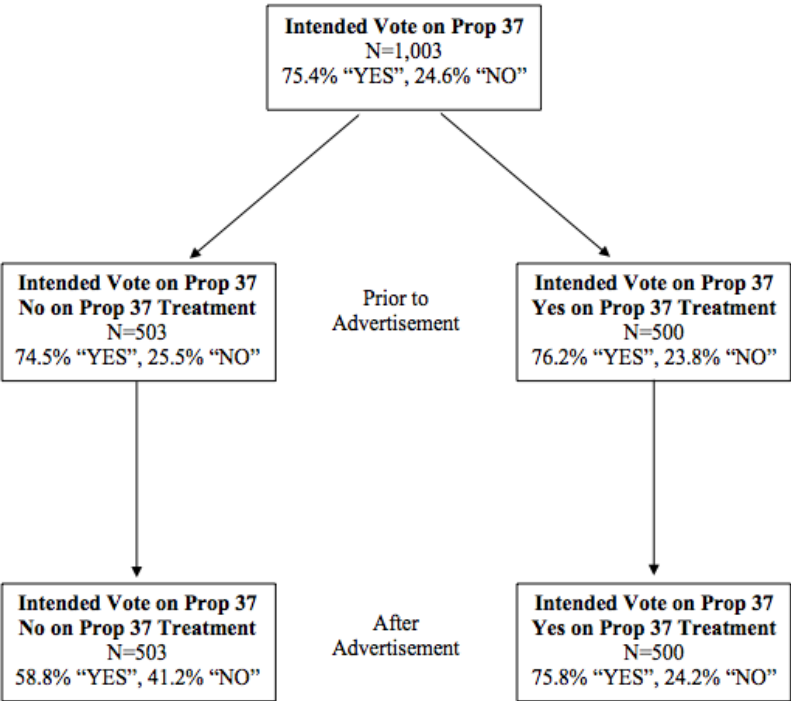 Intended Vote on Prop 37
N=1,003
75.4% “YES”, 24.6% “NO”
Intended Vote on Prop 37
No on Prop 37 Treatment
N=503
74.5% “YES”, 25.5% “NO”
Prior to
Advertisement
Intended Vote on Prop 37
Yes on Prop 37 Treatment
N=500
76.2% “YES”, 23.8% “NO”
Intended Vote on Prop 37
No on Prop 37 Treatment
N=503
58.8% “YES”, 41.2% “NO”
After
Advertisement
Intended Vote on Prop 37
Yes on Prop 37 Treatment
N=500
75.8% “YES”, 24.2% “NO”